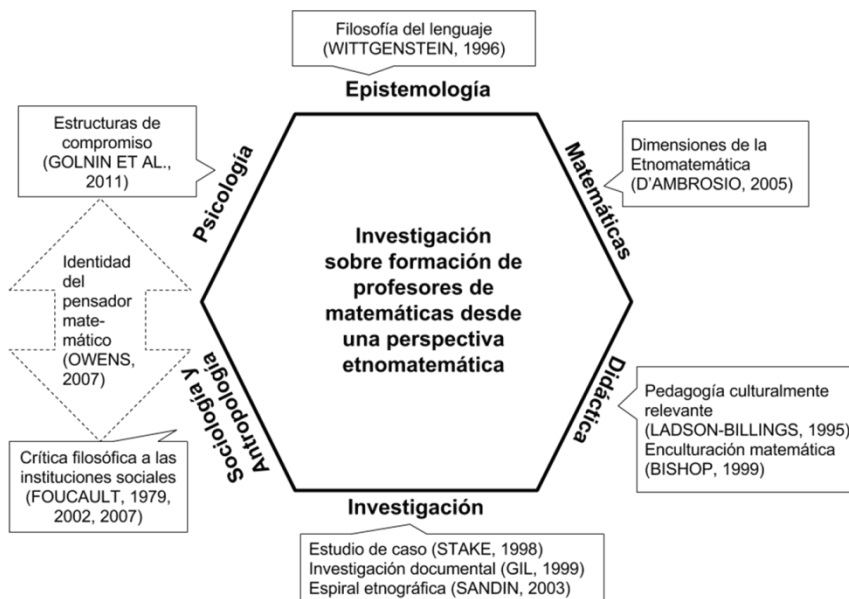 Filosofía del lenguaje
(WITTGENSTEIN, 1996)
Epistemología
Estructuras de
compromiso
(GOLNIN ET AL.,
2011)
Psicología
Matemáticas
Dimensiones de la
Etnomatemática
(D'AMBROSIO, 2005)
Identidad
del
pensador
mate-
mático
(OWENS,
2007)
Investigación
sobre formación de
profesores de
matemáticas desde
una perspectiva
etnomatemática
Sociología y
Antropología
Didáctica
Pedagogía culturalmente
relevante
(LADSON-BILLINGS, 1995)
Enculturación matemática
(BISHOP, 1999)
Crítica filosófica a las
instituciones sociales
(FOUCAULT, 1979,
2002, 2007)
Investigación
Estudio de caso (STAKE, 1998)
Investigación documental (GIL, 1999)
Espiral etnográfica (SANDIN, 2003)